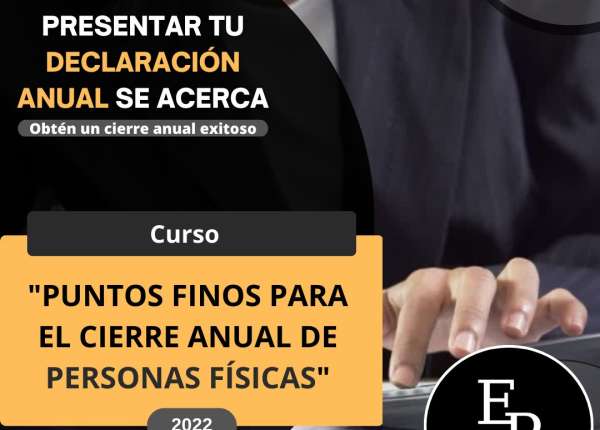 PRESENTAR TU
DECLARACIÓN
ANUAL SE ACERCA
Obtén un cierre anual exitoso
Curso
"PUNTOS FINOS PARA
EL CIERRE ANUAL DE
PERSONAS FÍSICAS"
2022
E